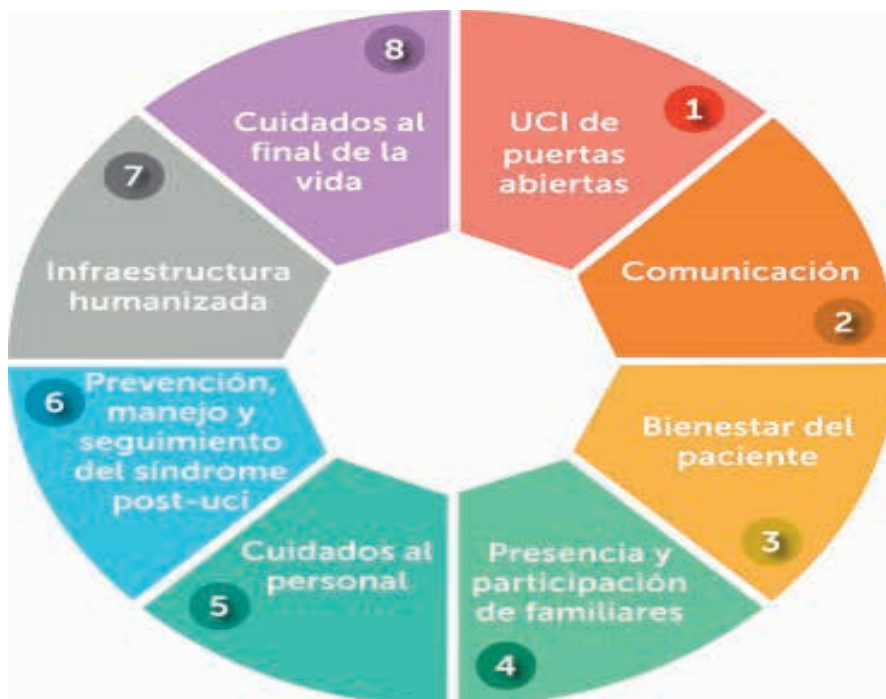 1
UCI de
puertas
abiertas
Comunicación
2
Bienestar del
paciente
3
Presencia y
participación
de familiares
4
Cuidados al
personal
5
6
Prevención,
manejo y
seguimiento
del síndrome
post-uci
7
Infraestructura
humanizada
8
Cuidados al
final de la
vida